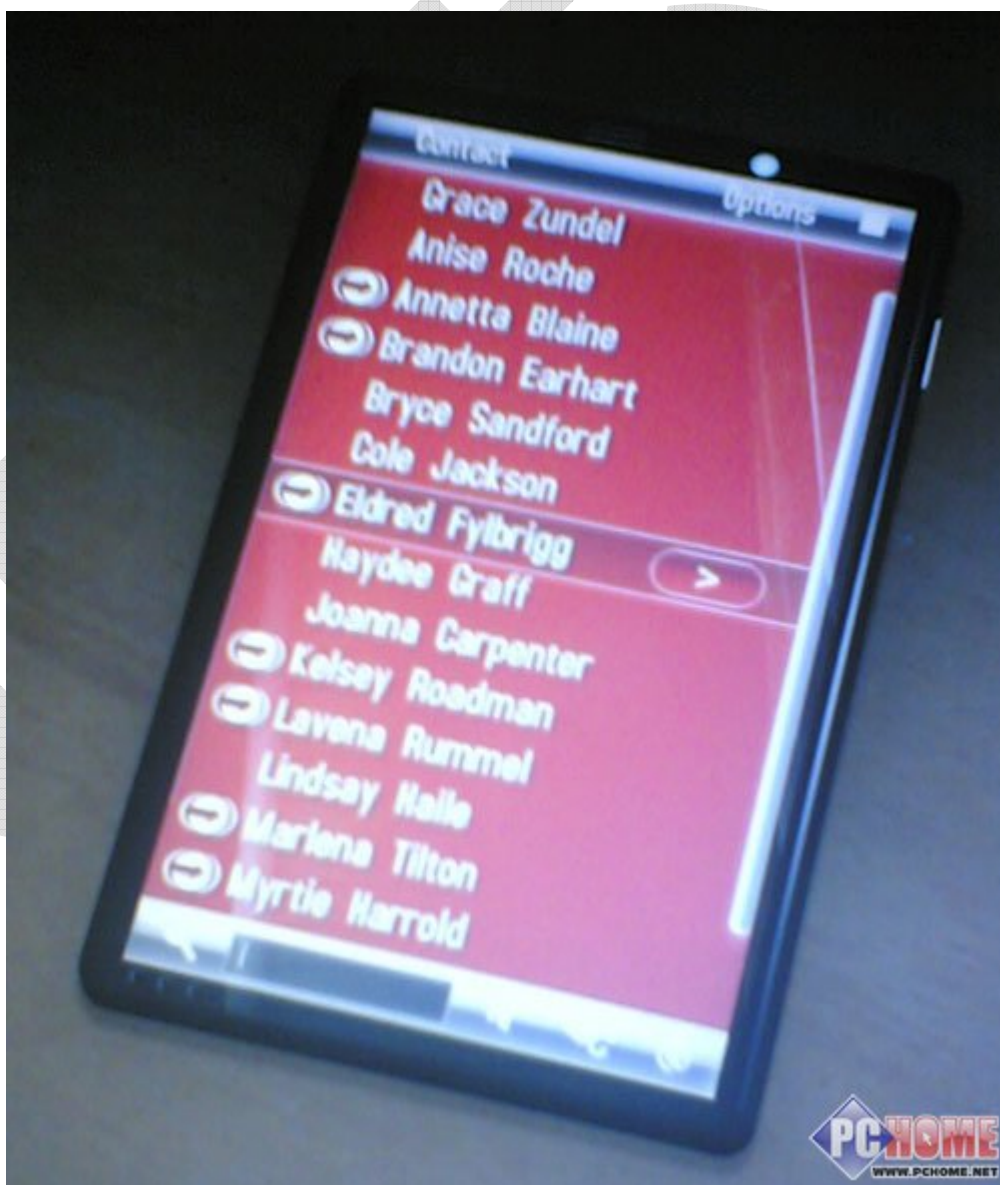 Contact
Options
Grace Zundel
Anise Roche
Annetta Blaine
Brandon Earhart
Bryce Sandford
Cole Jackson
Eldred Fylbrigg
>
Haydee Graff
Joanna Carpenter
Kelsey Roadman
Lavena Rummel
Lindsay Haile
Marlena Tilton
Myrtie Harrold
PCHOME
WWW.PCHOME.NET